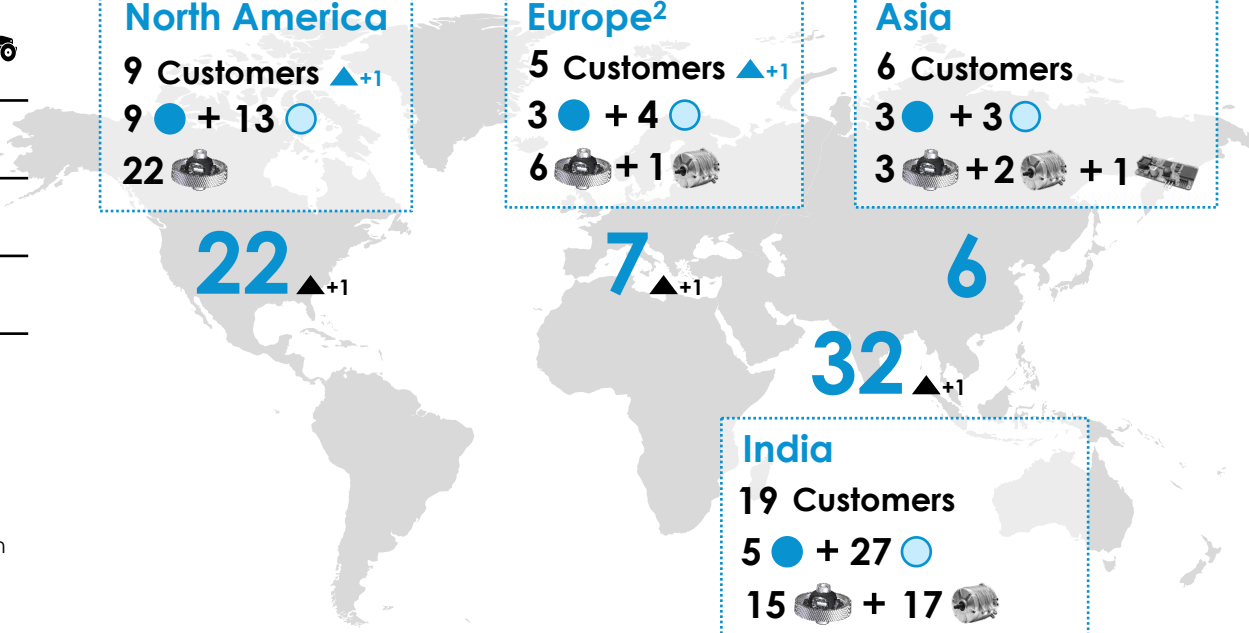 North America
9 Customers ▲+1
9 + 13
22
22 ▲+1
Europe²
5 Customers ▲+1
3 + 4
6 + 1
7 ▲+1
Asia
6 Customers
3 + 3
3 + 2 + 1
6
32 ▲+1
India
19 Customers
5 + 27
15 + 17